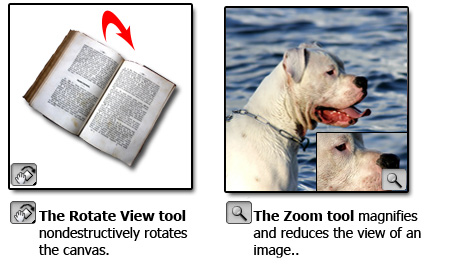 The Rotate View tool
nondestructively rotates
the canvas.
The Zoom tool magnifies
and reduces the view of an
image..